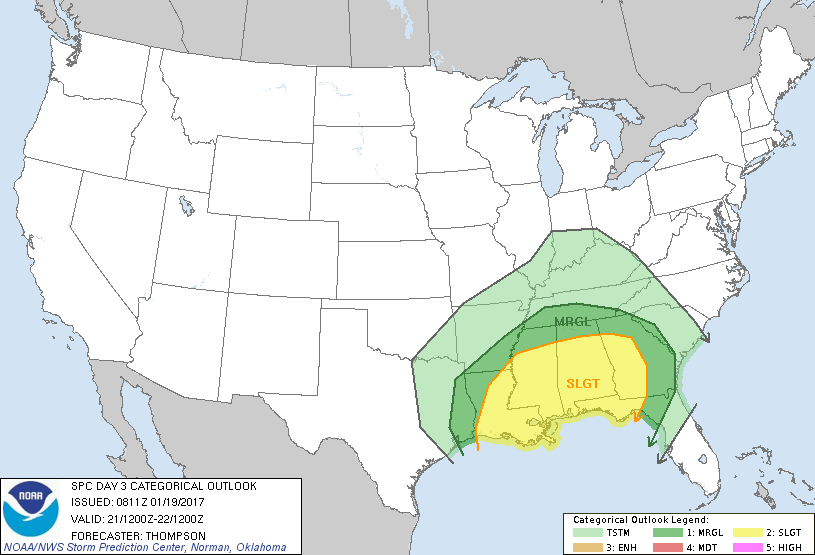 MRGL
SLGT
NOAA
SPC DAY 3 CATEGORICAL OUTLOOK
ISSUED: 0811Z 01/19/2017
VALID: 21/1200Z-22/1200Z
FORECASTER: THOMPSON
NOAA/NWS Storm Prediction Center, Norman, Oklahoma
Categorical Outlook Legend:
TSTM 1: MRGL 2: SLGT
3: ENH 4: MDT 5: HIGH